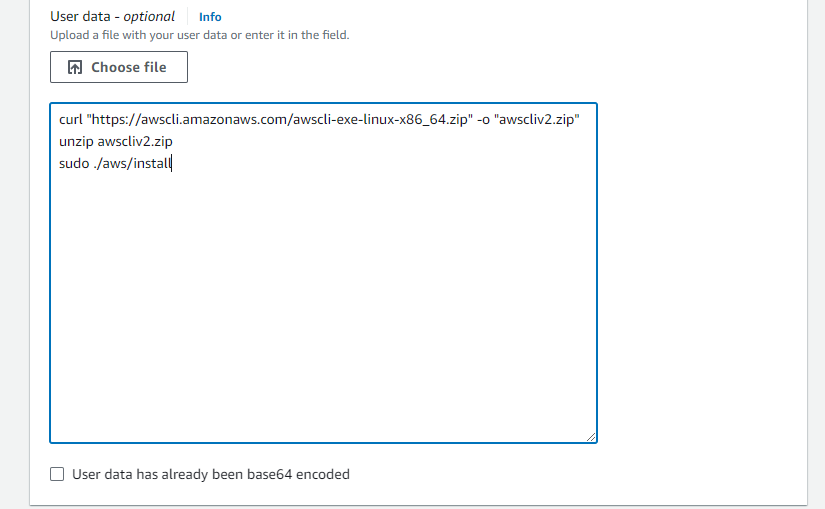 User data - optional Info
Upload a file with your user data or enter it in the field.
Choose file
curl "https://awscli.amazonaws.com/awscli-exe-linux-x86_64.zip" -o "awscliv2.zip"
unzip awscliv2.zip
sudo ./aws/install
User data has already been base64 encoded